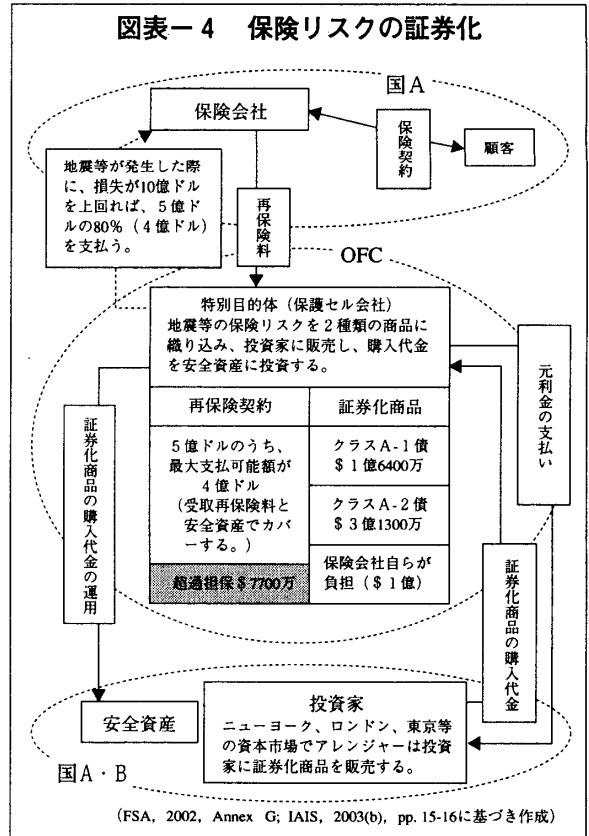 図表－4　保険リスクの証券化
国A
保険会社
保険契約
顧客
地震等が発生した際
に、損失が10億ドル
を上回れば、5億ド
ルの80%（4億ドル）
を支払う。
再保険料
OFC
特別目的体（保護セル会社）
地震等の保険リスクを2種類の商品に
織り込み、投資家に販売し、購入代金
を安全資産に投資する。
再保険契約
証券化商品
5億ドルのうち、
最大支払可能額が
4億ドル
（受取再保険料と
安全資産でカバ
ーする。）
超過担保＄7700万
クラスA-1債
＄1億6400万
クラスA-2債
＄3億1300万
保険会社自らが
負担（＄1億）
証券化商品の購入代金の運用
元利金の支払い
証券化商品の購入代金
安全資産
投資家
ニューヨーク、ロンドン、東京等
の資本市場でアレンジャーは投資
家に証券化商品を販売する。
国A・B
（FSA, 2002, Annex G; IAIS, 2003(b), pp. 15-16に基づき作成）